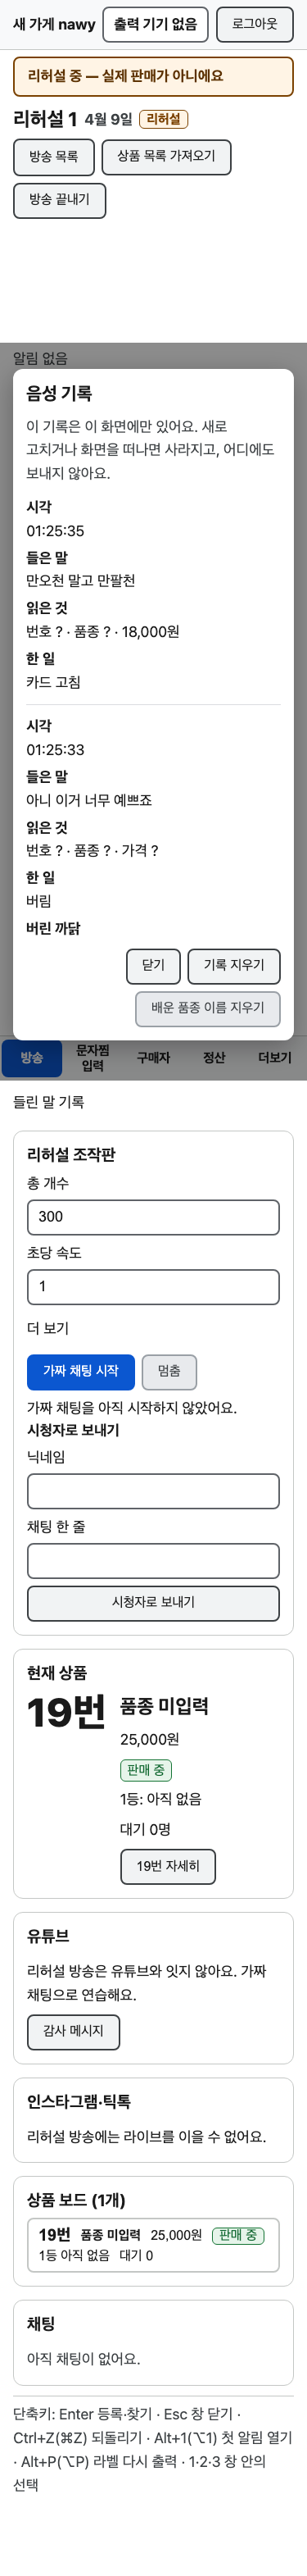 새 가게 nawy 출력 기기 없음 로그아웃
리허설 중 — 실제 판매가 아니에요
리허설 1 4월 9일 리허설
방송 목록 상품 목록 가져오기
방송 끝내기
알림 없음
음성 기록
이 기록은 이 화면에만 있어요. 새로
고치거나 화면을 떠나면 사라지고, 어디에도
보내지 않아요.
시각
01:25:35
들은 말
만오천 말고 만팔천
읽은 것
번호 ? · 품종 ? · 18,000원
한 일
카드 고침
시각
01:25:33
들은 말
아니 이거 너무 예쁘죠
읽은 것
번호 ? · 품종 ? · 가격 ?
한 일
버림
버린 까닭
닫기 기록 지우기
배운 품종 이름 지우기
방송 문자찜 입력 구매자 정산 더보기
들린 말 기록
리허설 조작판
총 개수
300
초당 속도
1
더 보기
가짜 채팅 시작 멈춤
가짜 채팅을 아직 시작하지 않았어요.
시청자로 보내기
닉네임
채팅 한 줄
시청자로 보내기
현재 상품
19번 품종 미입력
25,000원
판매 중
1등: 아직 없음
대기 0명
19번 자세히
유튜브
리허설 방송은 유튜브와 잇지 않아요. 가짜
채팅으로 연습해요.
감사 메시지
인스타그램·틱톡
리허설 방송에는 라이브를 이을 수 없어요.
상품 보드 (1개)
19번 품종 미입력 25,000원 판매 중
1등 아직 없음 대기 0
채팅
아직 채팅이 없어요.
단축키: Enter 등록·찾기 · Esc 창 닫기 ·
Ctrl+Z(⌘Z) 되돌리기 · Alt+1(⌥1) 첫 알림 열기
· Alt+P(⌥P) 라벨 다시 출력 · 1·2·3 창 안의
선택